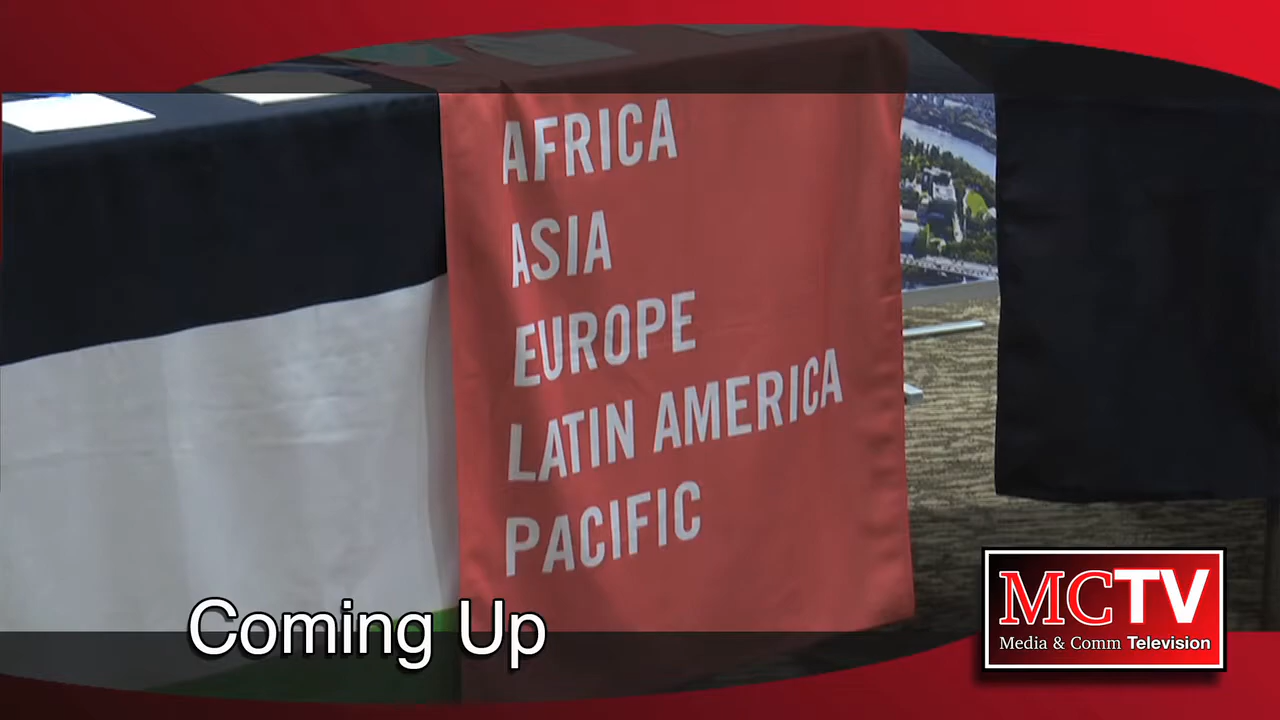 AFRICA
ASIA
EUROPE
LATIN AMERICA
PACIFIC
Coming Up
MCTV
Media & Comm Television